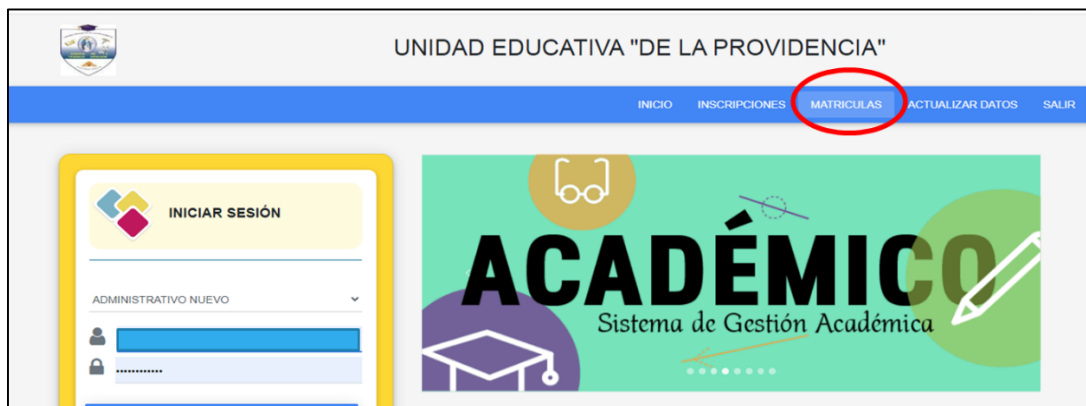 UNIDAD EDUCATIVA "DE LA PROVIDENCIA"
INICIO INSCRIPCIONES MATRICULAS ACTUALIZAR DATOS SALIR
INICIAR SESIÓN
ADMINISTRATIVO NUEVO
ACADÉMICO
Sistema de Gestión Académica